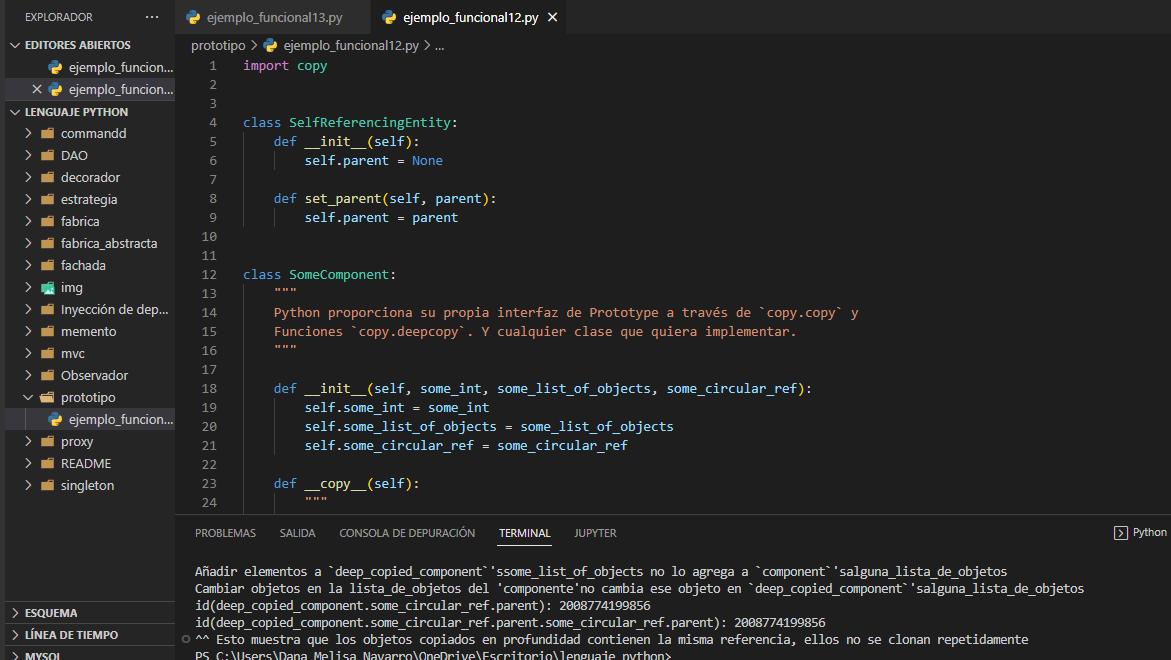 EXPLORADOR
EDITORES ABIERTOS
ejemplo_funcion...
ejemplo_funcion...
LENGUAJE PYTHON
commandd
DAO
decorador
estrategia
fabrica
fabrica_abstracta
fachada
img
Inyección de dep...
memento
mvc
Observador
prototipo
ejemplo_funcion...
proxy
README
singleton
ESQUEMA
LÍNEA DE TIEMPO
MYSQL
ejemplo_funcional13.py
ejemplo_funcional12.py
prototipo > ejemplo_funcional12.py > ...
1 import copy
2
3
4 class SelfReferencingEntity:
5 def __init__(self):
6 self.parent = None
7
8 def set_parent(self, parent):
9 self.parent = parent
10
11
12 class SomeComponent:
13 """
14 Python proporciona su propia interfaz de Prototype a través de `copy.copy` y
15 Funciones `copy.deepcopy`. Y cualquier clase que quiera implementar.
16 """
17
18 def __init__(self, some_int, some_list_of_objects, some_circular_ref):
19 self.some_int = some_int
20 self.some_list_of_objects = some_list_of_objects
21 self.some_circular_ref = some_circular_ref
22
23 def __copy__(self):
24 """
PROBLEMAS SALIDA CONSOLA DE DEPURACIÓN TERMINAL JUPYTER
Python
Añadir elementos a `deep_copied_component`'ssome_list_of_objects no lo agrega a `component`'salguna_lista_de_objetos
Cambiar objetos en la lista_de_objetos del 'componente'no cambia ese objeto en `deep_copied_component`'salguna_lista_de_objetos
id(deep_copied_component.some_circular_ref.parent): 2008774199856
id(deep_copied_component.some_circular_ref.parent.some_circular_ref.parent): 2008774199856
^^ Esto muestra que los objetos copiados en profundidad contienen la misma referencia, ellos no se clonan repetidamente
PS C:\Users\Dana Melisa Navarro\OneDrive\Escritorio\lenguaje python>